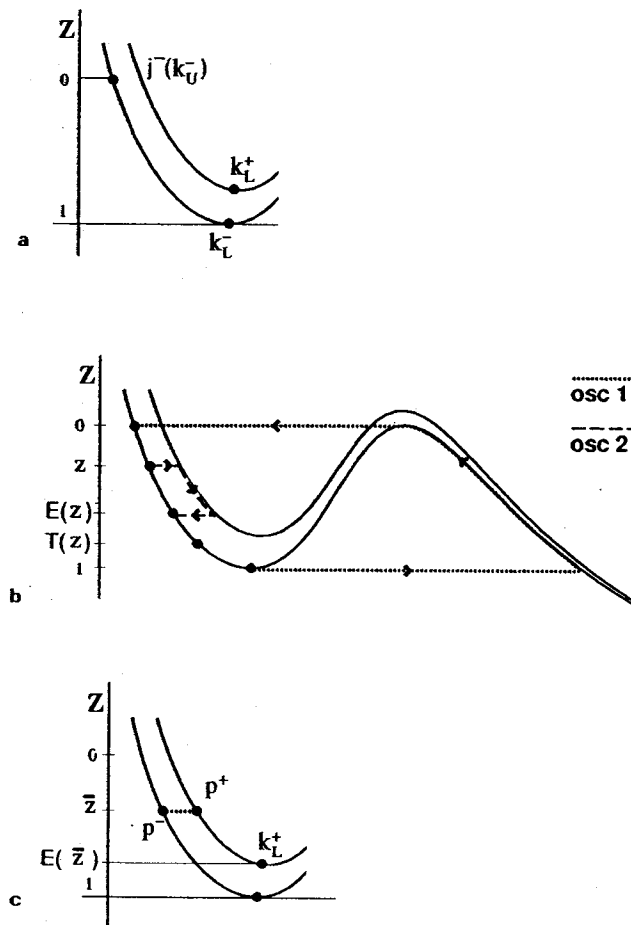 Z
j⁻(k_U⁻)
0
k_L⁺
1
k_L⁻
a
Z
osc 1
0
osc 2
z
E(z)
T(z)
1
b
Z
0
p⁺
z̄
p⁻
k_L⁺
E( z̄ )
1
c